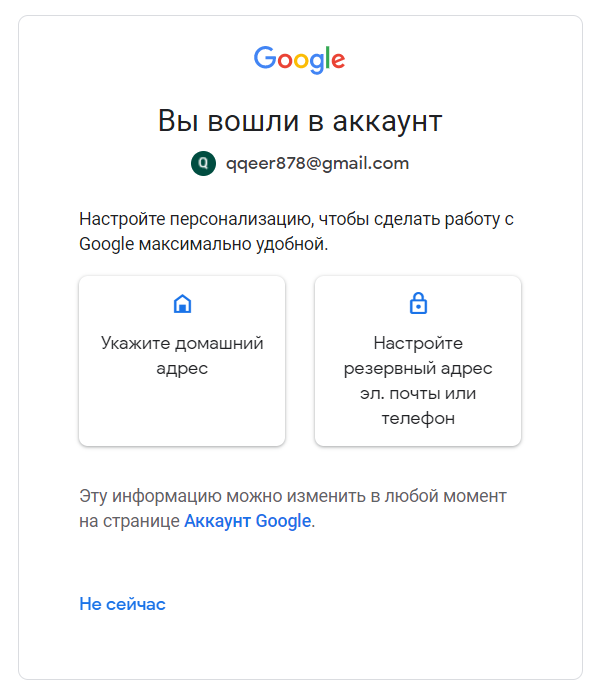 Google
Вы вошли в аккаунт
Q qqeer878@gmail.com
Настройте персонализацию, чтобы сделать работу с
Google максимально удобной.
Укажите домашний
адрес
Настройте
резервный адрес
эл. почты или
телефон
Эту информацию можно изменить в любой момент
на странице Аккаунт Google.
Не сейчас